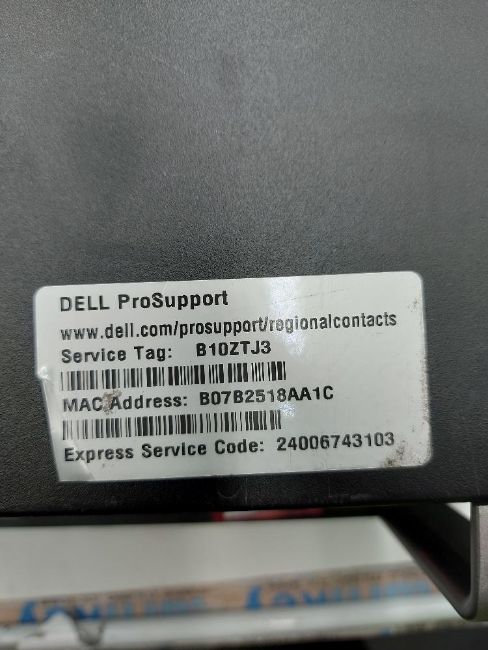 DELL ProSupport
www.dell.com/prosupport/regionalcontacts
Service Tag: B10ZTJ3
MAC Address: B07B2518AA1C
Express Service Code: 24006743103